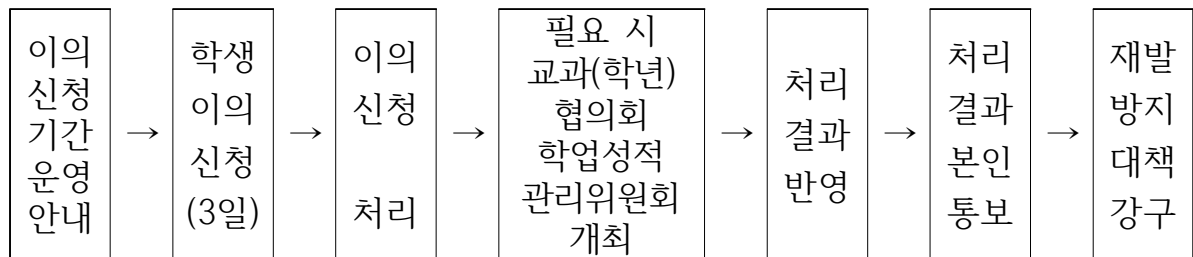 이의
신청
기간
운영
안내
→
학생
이의
신청
(3일)
→
이의
신청
처리
→
필요 시
교과(학년)
협의회
학업성적
관리위원회
개최
→
처리
결과
반영
→
처리
결과
본인
통보
→
재발
방지
대책
강구